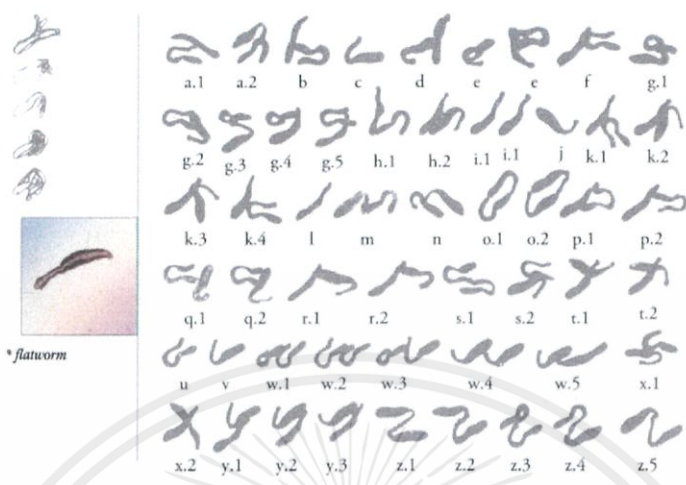 a.1 a.2 b c d e e f g.1
g.2 g.3 g.4 g.5 h.1 h.2 i.1 i.1 j k.1 k.2
k.3 k.4 l m n o.1 o.2 p.1 p.2
q.1 q.2 r.1 r.2 s.1 s.2 t.1 t.2
* flatworm
u v w.1 w.2 w.3 w.4 w.5 x.1
x.2 y.1 y.2 y.3 z.1 z.2 z.3 z.4 z.5